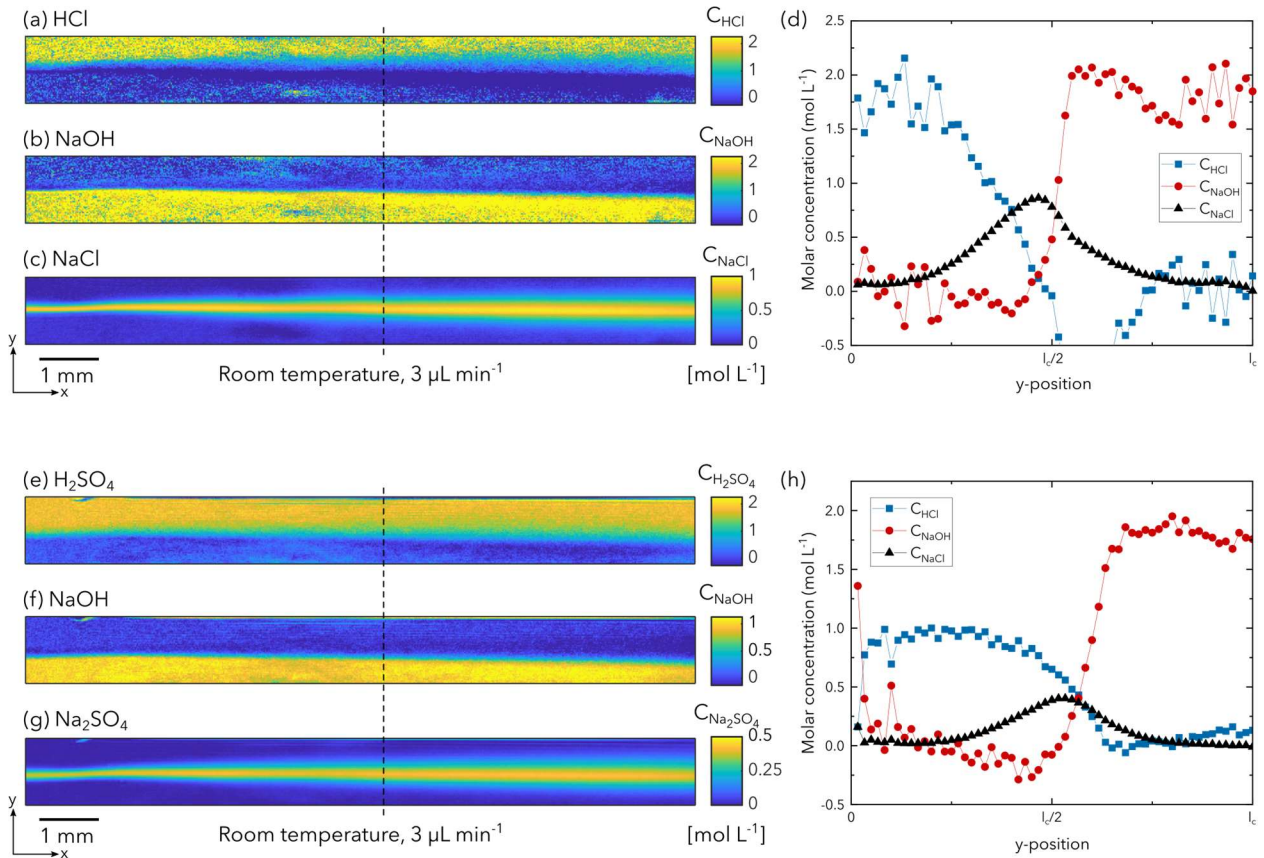 (a) HCl
C_HCl
2
1
0
(b) NaOH
C_NaOH
2
1
0
(c) NaCl
C_NaCl
1
0.5
0
y
x
1 mm
Room temperature, 3 µL min⁻¹
[mol L⁻¹]
(d)
Molar concentration (mol L⁻¹)
2.0
1.5
1.0
0.5
0.0
-0.5
C_HCl
C_NaOH
C_NaCl
0
l_c/2
l_c
y-position
(e) H₂SO₄
C_H₂SO₄
2
1
0
(f) NaOH
C_NaOH
1
0.5
0
(g) Na₂SO₄
C_Na₂SO₄
0.5
0.25
0
y
x
1 mm
Room temperature, 3 µL min⁻¹
[mol L⁻¹]
(h)
Molar concentration (mol L⁻¹)
2.0
1.5
1.0
0.5
0.0
-0.5
C_HCl
C_NaOH
C_NaCl
0
l_c/2
l_c
y-position